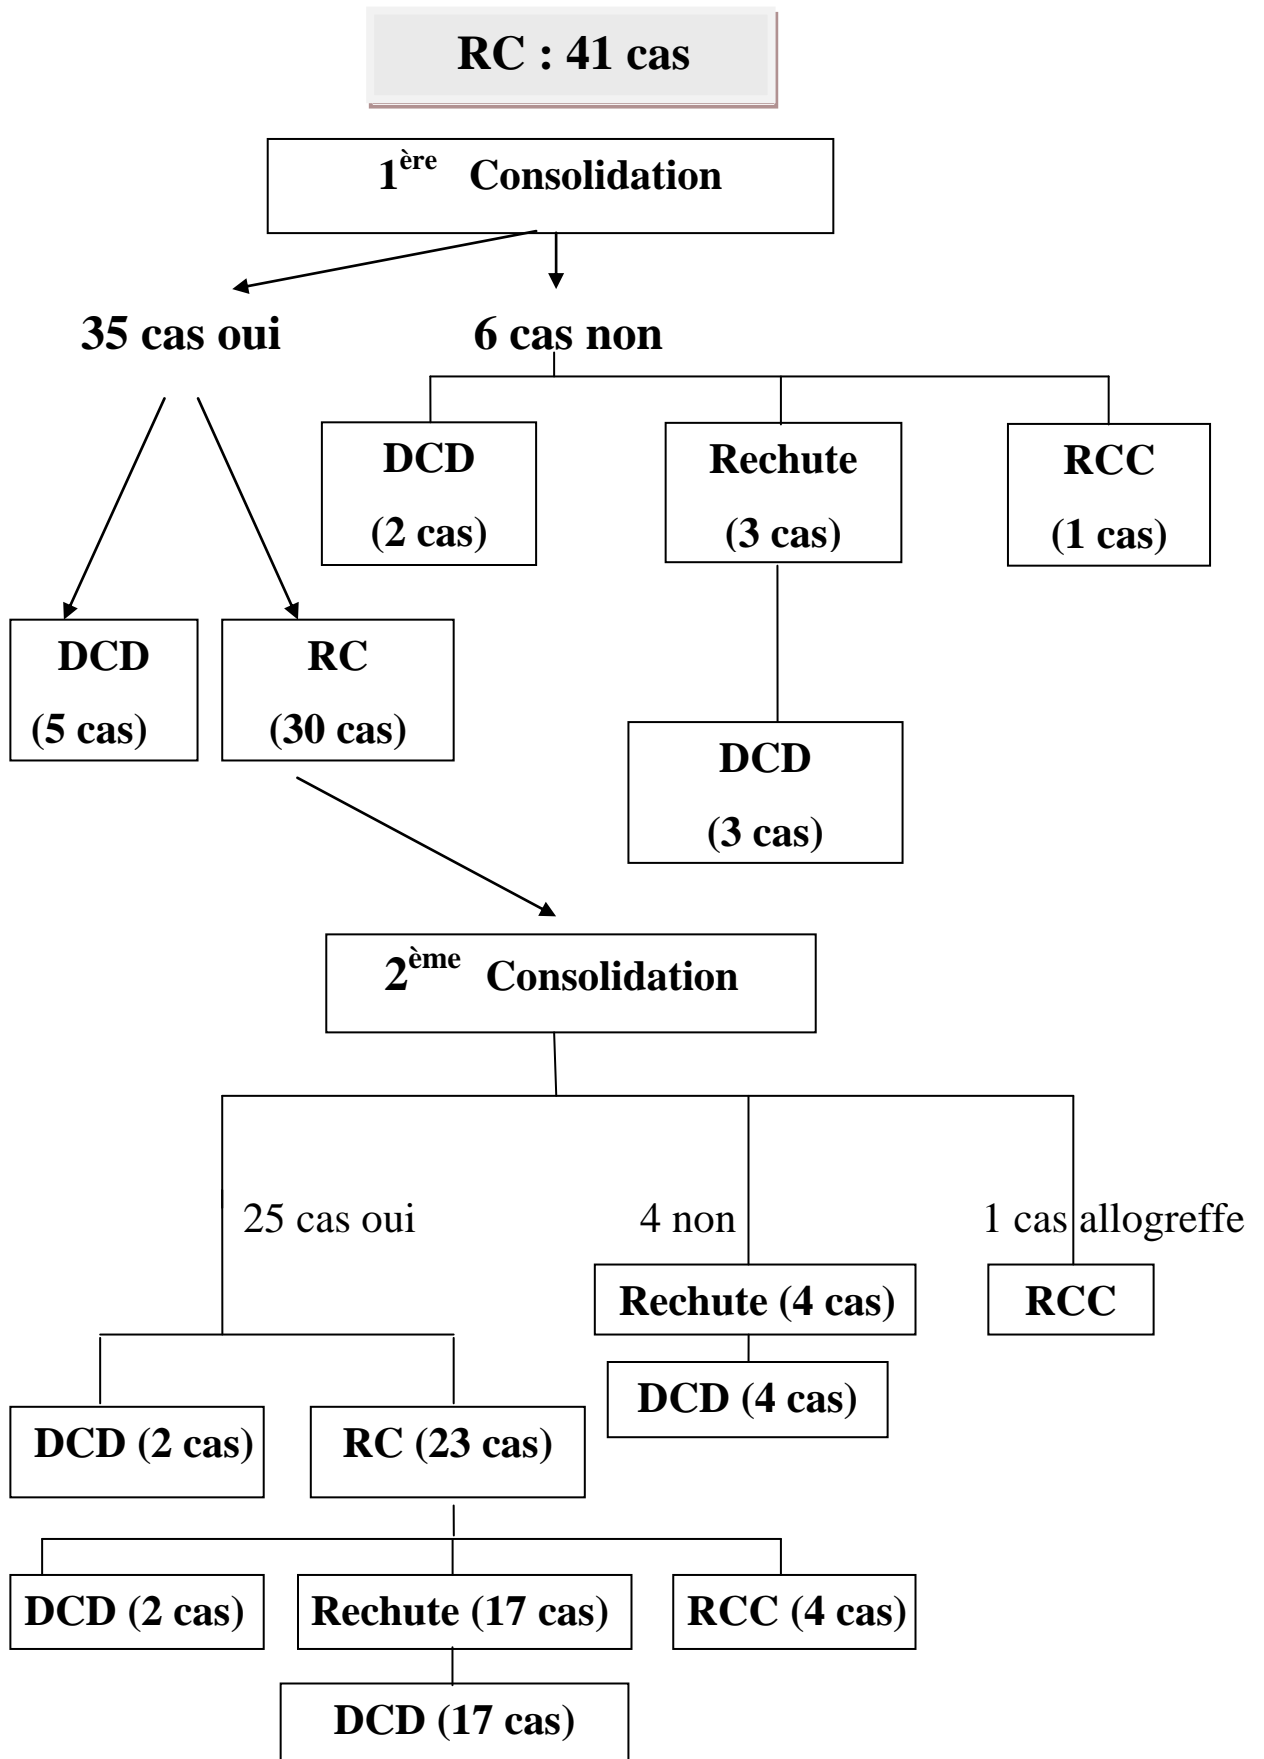 RC : 41 cas
1ère Consolidation
35 cas oui
6 cas non
DCD
(2 cas)
Rechute
(3 cas)
RCC
(1 cas)
DCD
(5 cas)
RC
(30 cas)
DCD
(3 cas)
2ème Consolidation
25 cas oui
4 non
1 cas allogreffe
Rechute (4 cas)
RCC
DCD (4 cas)
DCD (2 cas)
RC (23 cas)
DCD (2 cas)
Rechute (17 cas)
RCC (4 cas)
DCD (17 cas)